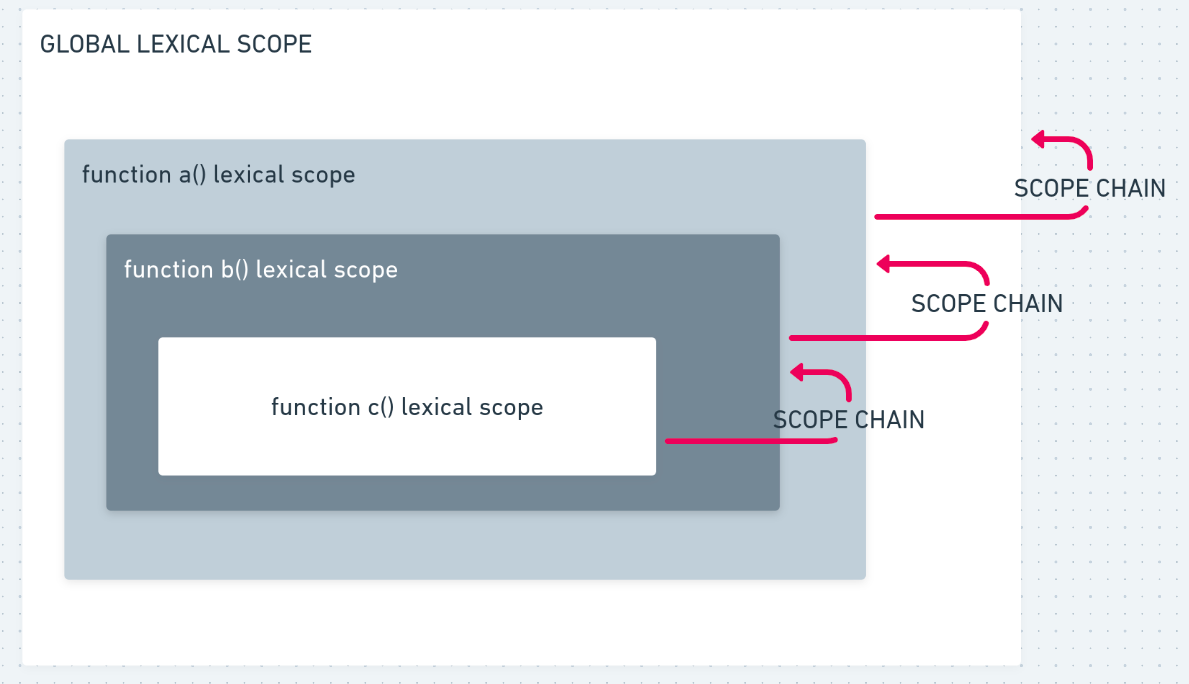 GLOBAL LEXICAL SCOPE
function a() lexical scope
SCOPE CHAIN
function b() lexical scope
SCOPE CHAIN
function c() lexical scope
SCOPE CHAIN